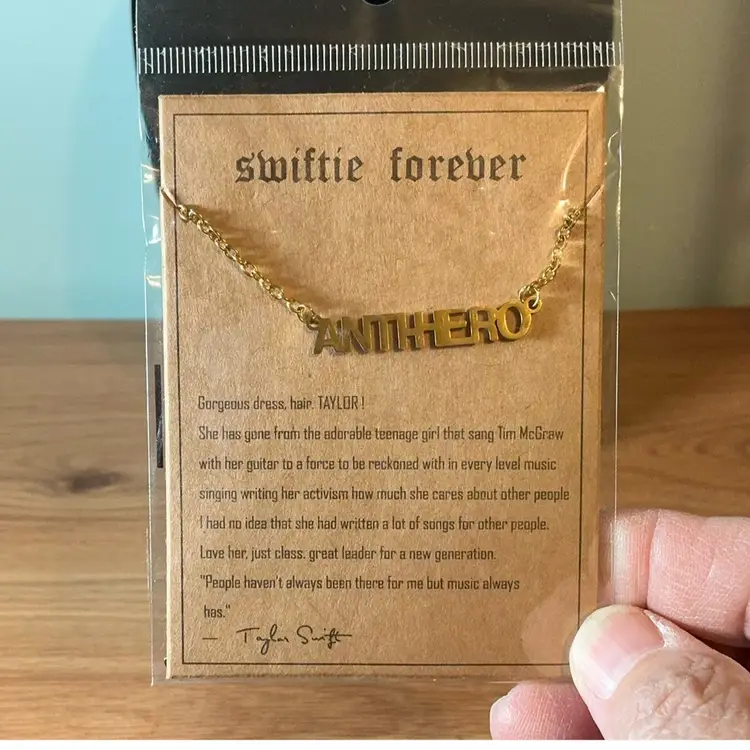 swiftie forever
ANTI-HERO
Gorgeous dress, hair. TAYLOR !
She has gone from the adorable teenage girl that sang Tim McGraw
with her guitar to a force to be reckoned with in every level music
singing writing her activism how much she cares about other people
I had no idea that she had written a lot of songs for other people.
Love her, just class. great leader for a new generation.
"People haven't always been there for me but music always
has."
— Taylor Swift